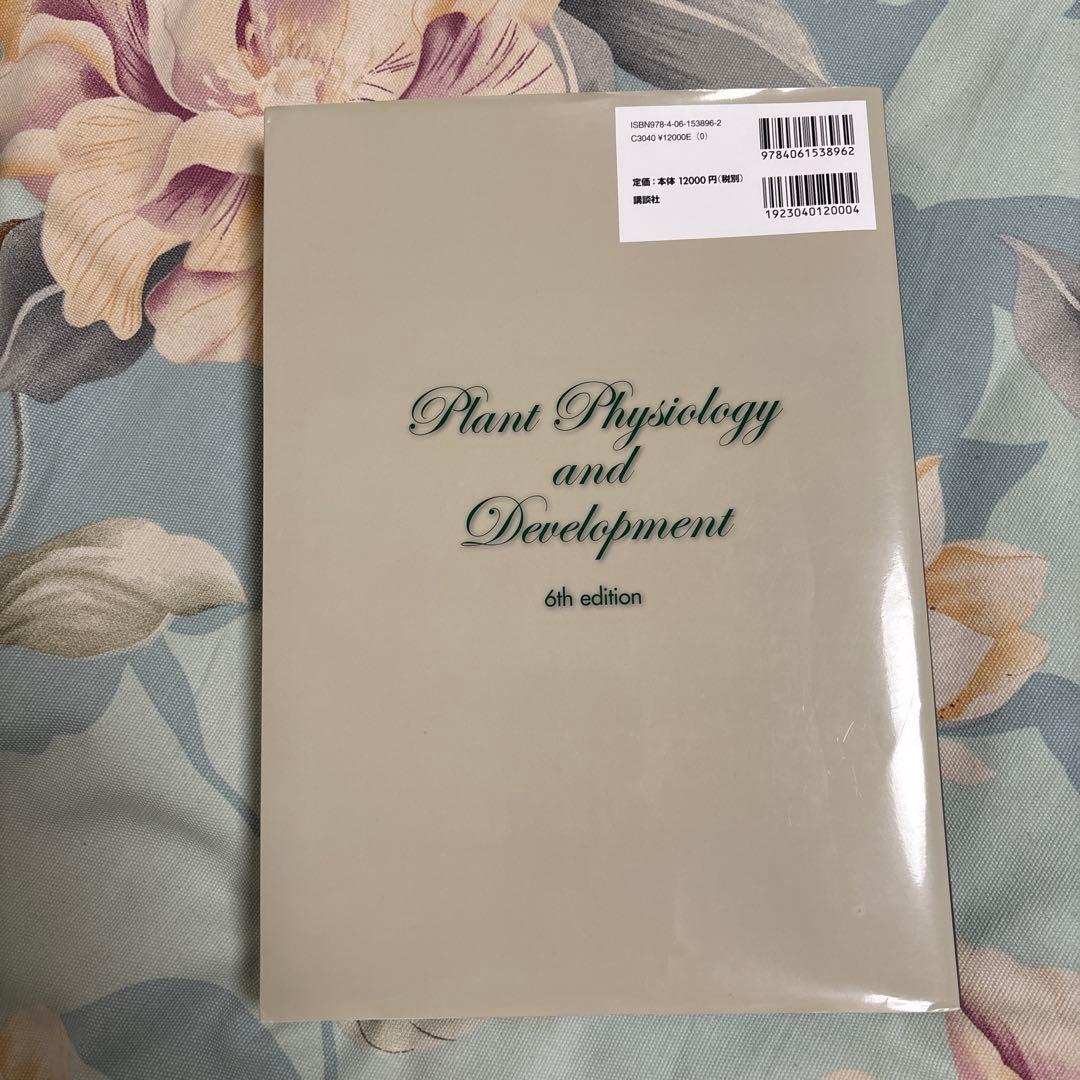 ISBN978-4-06-153896-2
C3040 ¥12000E (0)
9784061538962
定価:本体 12000 円(税別)
講談社
1923040120004
Plant Physiology
and
Development
6th edition